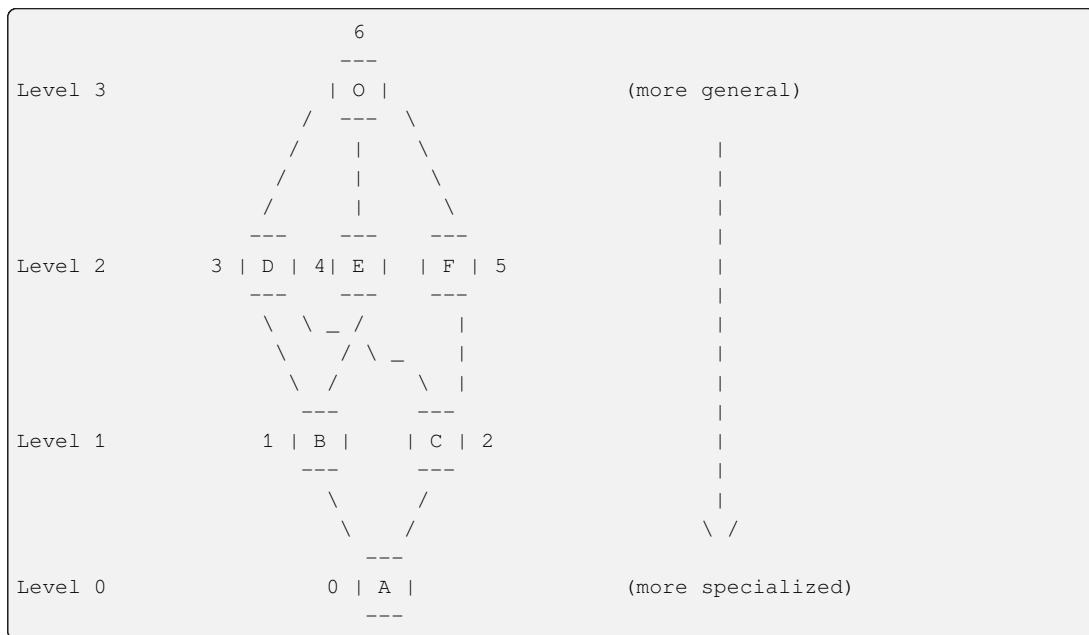 6
                      ---
Level 3              | O |                (more general)
                   /  ---  \
                  /    |    \                    |
                 /     |     \                   |
                /      |      \                  |
               ---    ---    ---                 |
Level 2     3 | D | 4| E |  | F | 5              |
               ---    ---    ---                 |
                \  \ _ /       |                 |
                 \    / \ _    |                 |
                  \  /      \  |                 |
                   ---     ---                   |
Level 1         1 | B |   | C | 2                |
                   ---     ---                   |
                     \     /                     |
                      \   /                     \ /
                       ---
Level 0            0 | A |                (more specialized)
                       ---